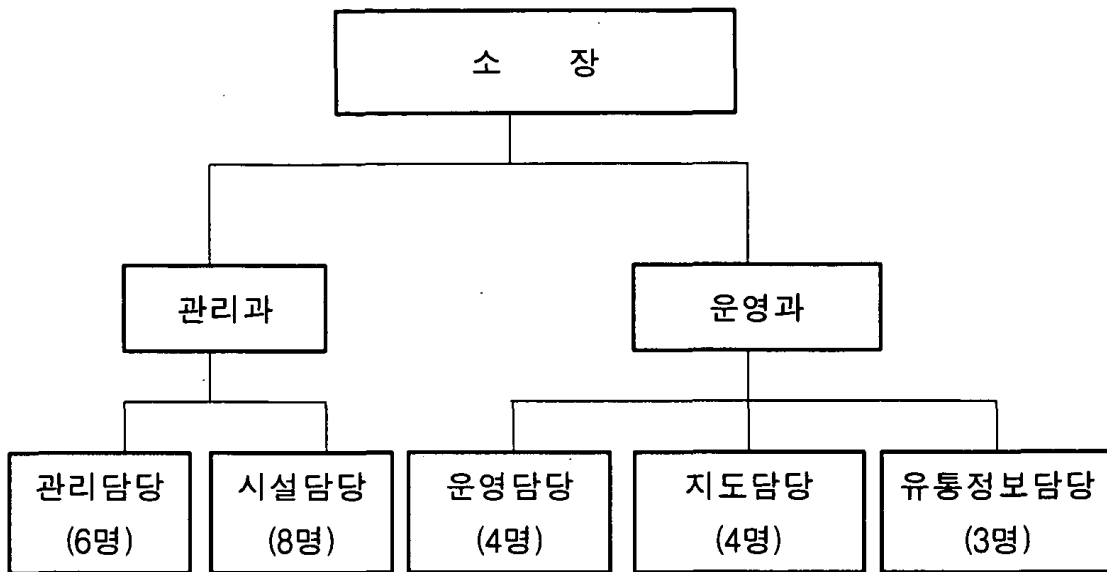 소 장
관리과
운영과
관리담당
(6명)
시설담당
(8명)
운영담당
(4명)
지도담당
(4명)
유통정보담당
(3명)